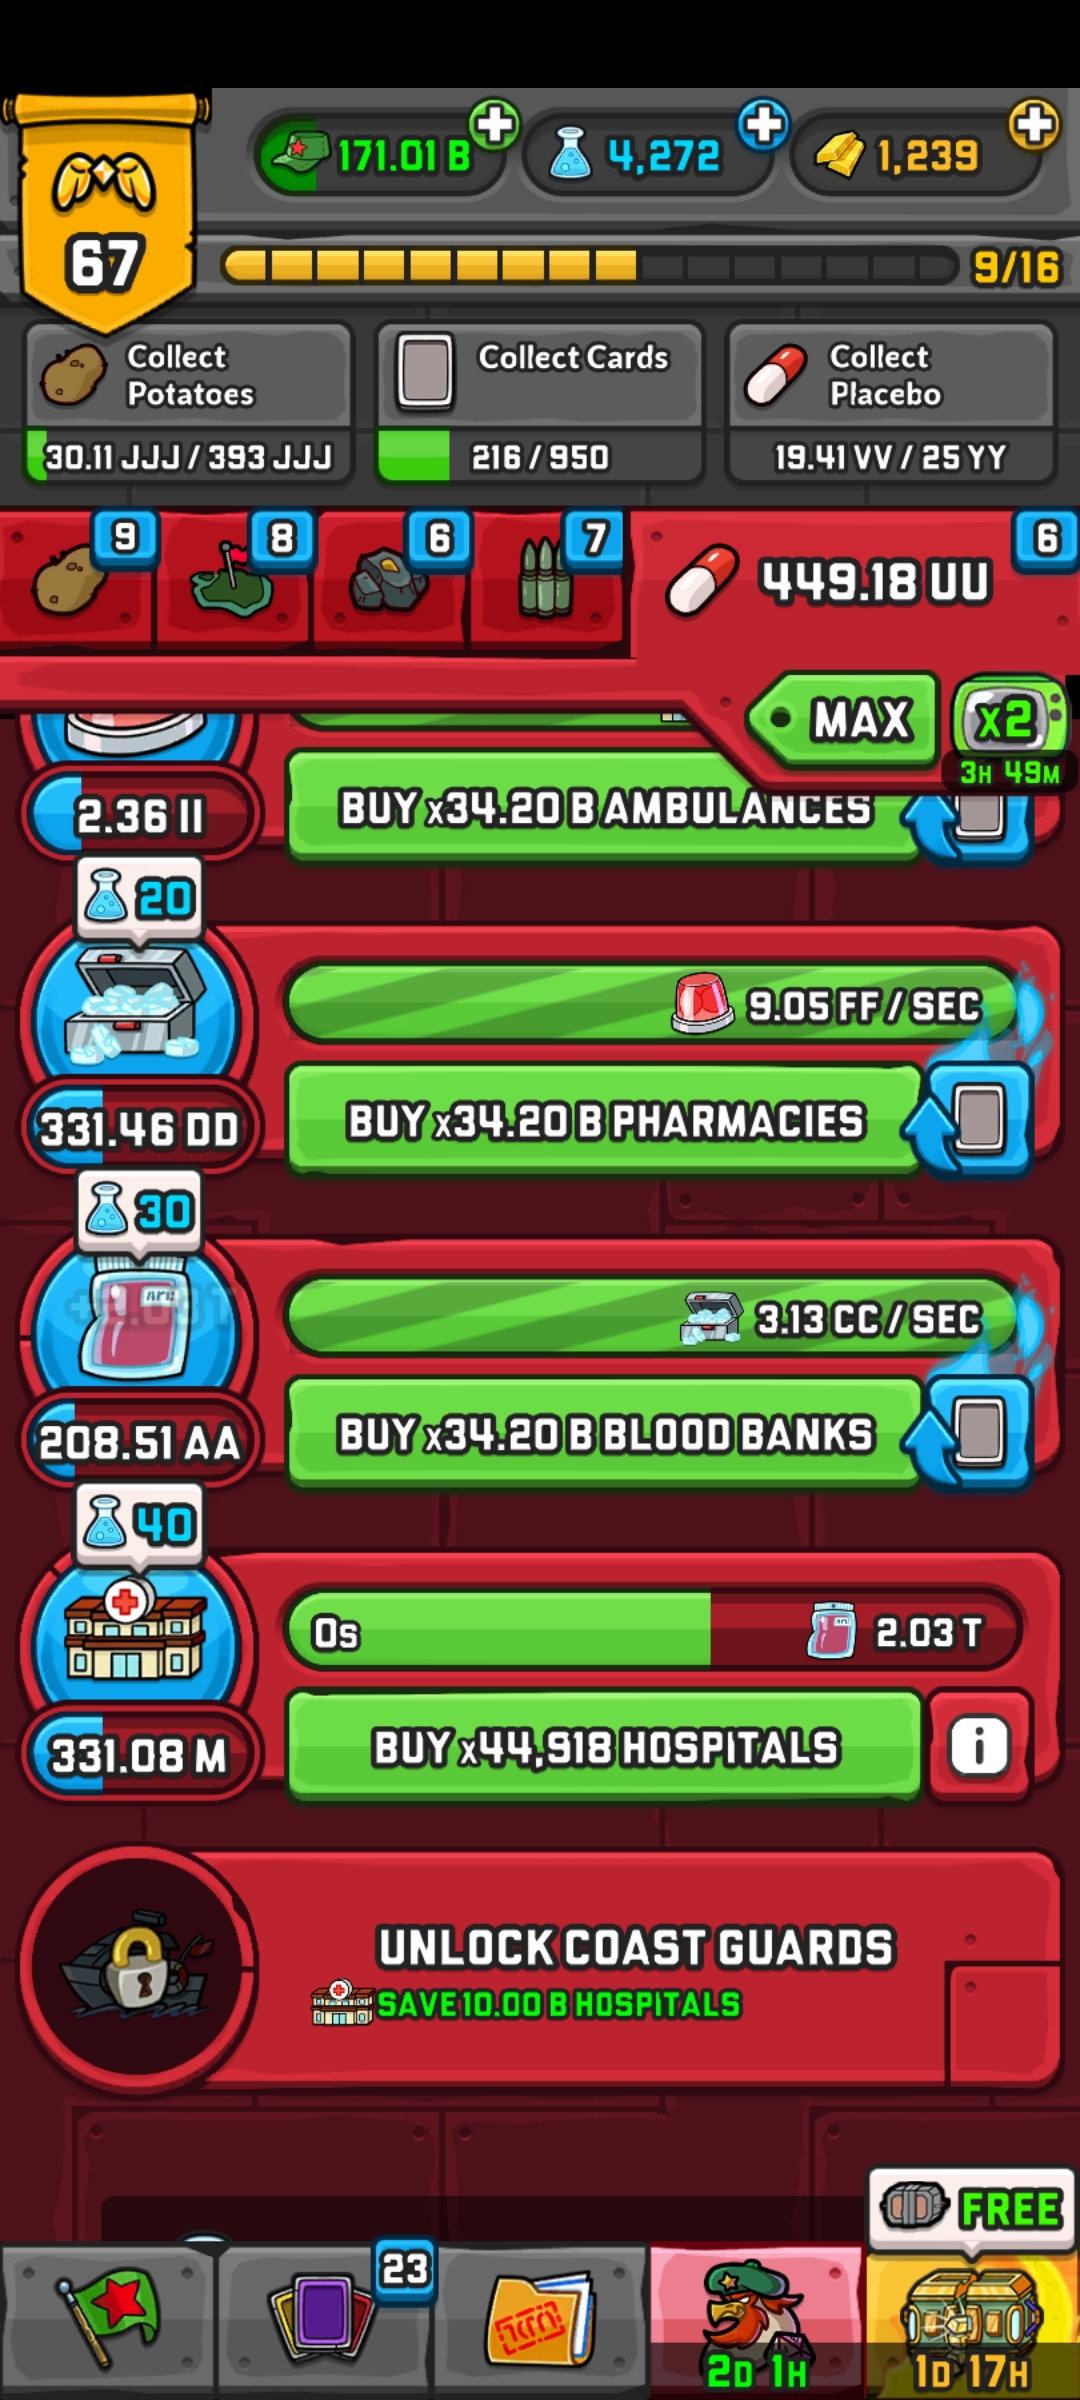 171.01 B
4,272
1,239
67
9/16
Collect
Potatoes
30.11 JJJ / 393 JJJ
Collect Cards
216 / 950
Collect
Placebo
19.41 VV / 25 YY
9
8
6
7
449.18 UU
6
MAX
x2
3H 49M
2.36 II
BUY x34.20 B AMBULANCES
20
9.05 FF / SEC
331.46 DD
BUY x34.20 B PHARMACIES
30
3.13 CC / SEC
208.51 AA
BUY x34.20 B BLOOD BANKS
40
0s
2.03 T
331.08 M
BUY x44,918 HOSPITALS
i
UNLOCK COAST GUARDS
SAVE 10.00 B HOSPITALS
FREE
23
2D 1H
1D 17H